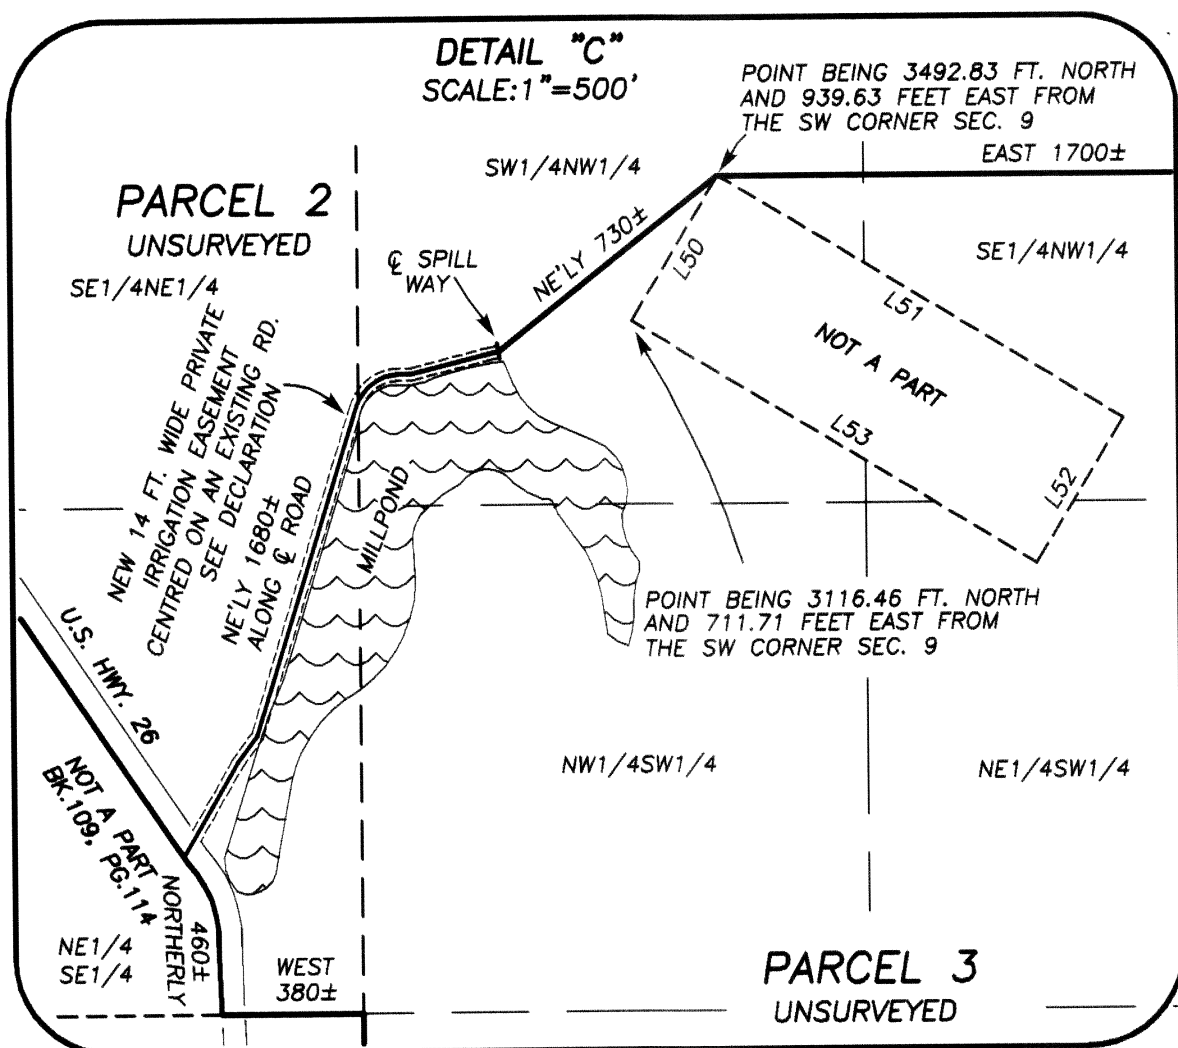 DETAIL "C"
SCALE:1"=500'
POINT BEING 3492.83 FT. NORTH
AND 939.63 FEET EAST FROM
THE SW CORNER SEC. 9
EAST 1700±
SW1/4NW1/4
PARCEL 2
UNSURVEYED
SE1/4NE1/4
℄ SPILL
WAY
NE'LY 730±
L50
SE1/4NW1/4
L51
NOT A PART
L53
L52
NEW 14 FT. WIDE PRIVATE
IRRIGATION EASEMENT
CENTRED ON AN EXISTING RD.
SEE DECLARATION
NE'LY 1680±
ALONG ℄ ROAD
MILLPOND
POINT BEING 3116.46 FT. NORTH
AND 711.71 FEET EAST FROM
THE SW CORNER SEC. 9
U.S. HWY. 26
NOT A PART
BK.109, PG.114
NW1/4SW1/4
NE1/4SW1/4
NORTHERLY
460±
NE1/4
SE1/4
WEST
380±
PARCEL 3
UNSURVEYED